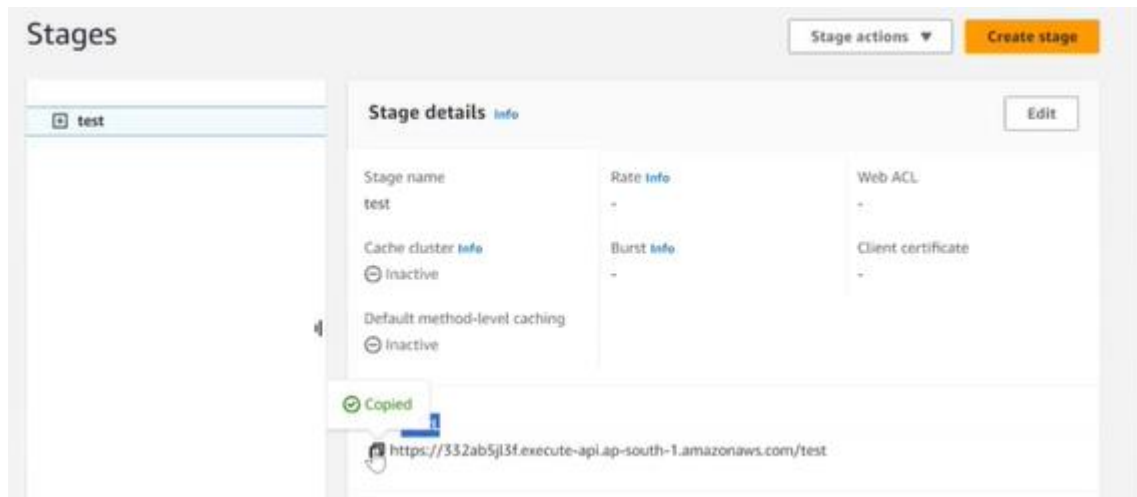 Stages
Stage actions ▼
Create stage
test
Stage details Info
Edit
Stage name
test
Rate Info
-
Web ACL
-
Cache cluster Info
Inactive
Burst Info
-
Client certificate
-
Default method-level caching
Inactive
Copied
https://332ab5jl3f.execute-api.ap-south-1.amazonaws.com/test